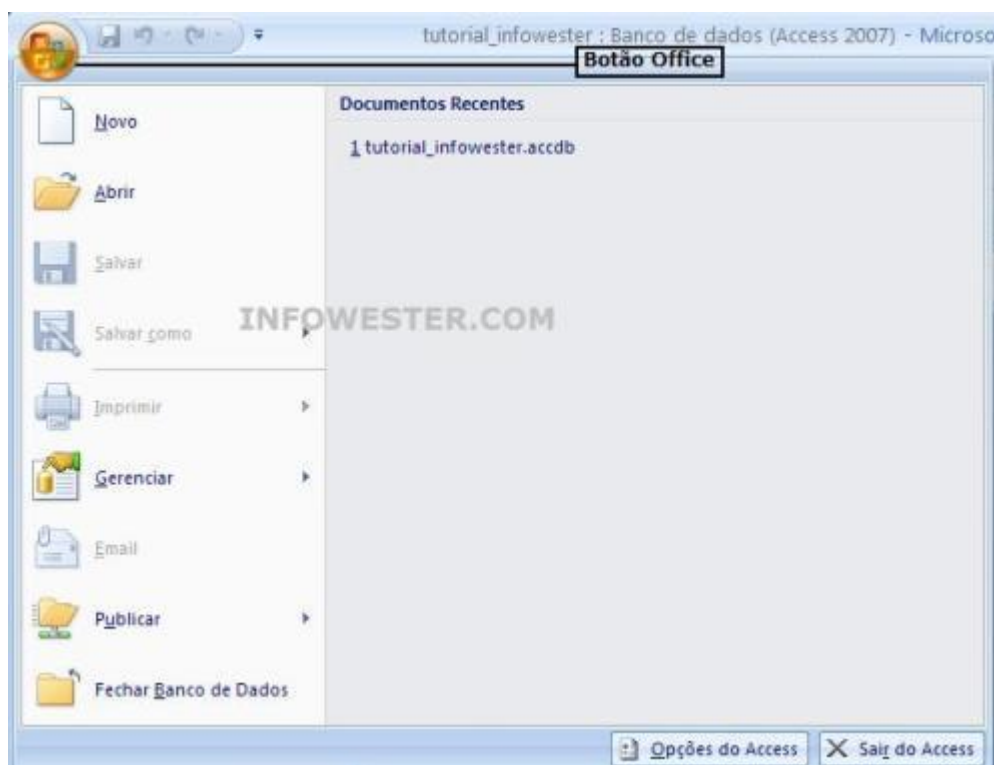 tutorial_infowester : Banco de dados (Access 2007) - Microso
Botão Office
Novo
Abrir
Salvar
Salvar como
Imprimir
Gerenciar
Email
Publicar
Fechar Banco de Dados
Documentos Recentes
1 tutorial_infowester.accdb
INFOWESTER.COM
Opções do Access
Sair do Access